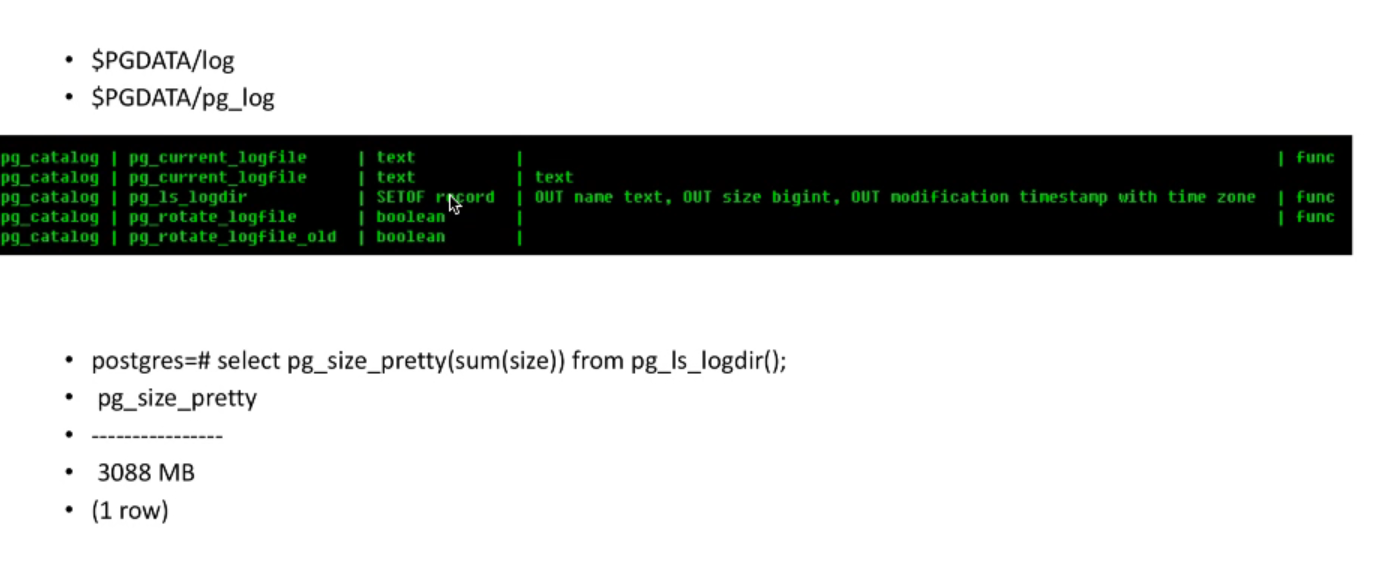 • $PGDATA/log
• $PGDATA/pg_log
pg_catalog | pg_current_logfile | text | | func
pg_catalog | pg_current_logfile | text | text
pg_catalog | pg_ls_logdir | SETOF record | OUT name text, OUT size bigint, OUT modification timestamp with time zone | func
pg_catalog | pg_rotate_logfile | boolean | | func
pg_catalog | pg_rotate_logfile_old | boolean |
• postgres=# select pg_size_pretty(sum(size)) from pg_ls_logdir();
• pg_size_pretty
• ----------------
• 3088 MB
• (1 row)